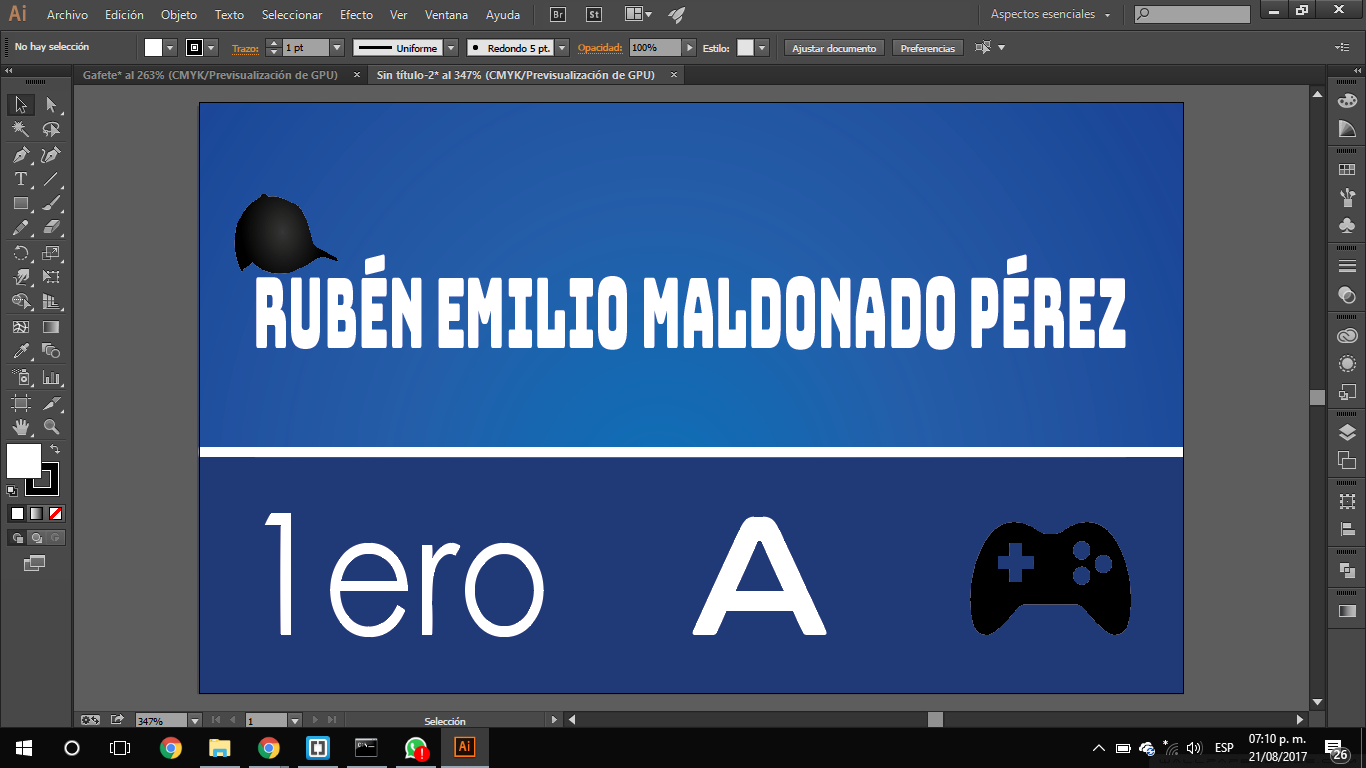 Ai Archivo Edición Objeto Texto Seleccionar Efecto Ver Ventana Ayuda Br St Aspectos esenciales
No hay selección Trazo: 1 pt Uniforme Redondo 5 pt. Opacidad: 100% Estilo: Ajustar documento Preferencias
Gafete* al 263% (CMYK/Previsualización de GPU) × Sin título-2* al 347% (CMYK/Previsualización de GPU) ×
RUBÉN EMILIO MALDONADO PÉREZ
1ero A
347% 1 Selección
Ai ESP 07:10 p. m.
21/08/2017 26